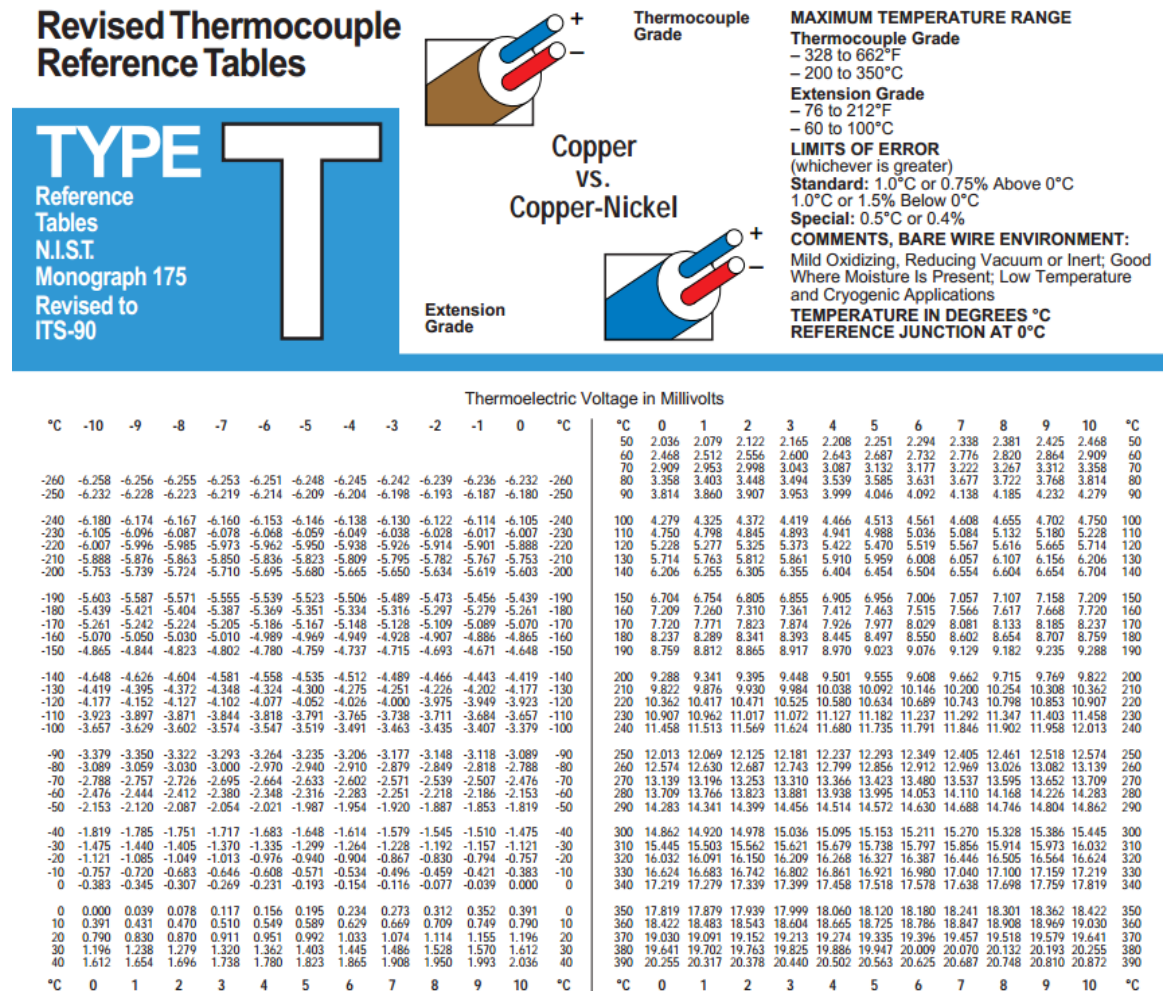 Revised Thermocouple
Reference Tables
TYPE T
Reference
Tables
N.I.S.T.
Monograph 175
Revised to
ITS-90
+
–
Thermocouple
Grade
Copper
vs.
Copper-Nickel
+
–
Extension
Grade
MAXIMUM TEMPERATURE RANGE
Thermocouple Grade
– 328 to 662°F
– 200 to 350°C
Extension Grade
– 76 to 212°F
– 60 to 100°C
LIMITS OF ERROR
(whichever is greater)
Standard: 1.0°C or 0.75% Above 0°C
1.0°C or 1.5% Below 0°C
Special: 0.5°C or 0.4%
COMMENTS, BARE WIRE ENVIRONMENT:
Mild Oxidizing, Reducing Vacuum or Inert; Good
Where Moisture Is Present; Low Temperature
and Cryogenic Applications
TEMPERATURE IN DEGREES °C
REFERENCE JUNCTION AT 0°C
Thermoelectric Voltage in Millivolts
°C -10 -9 -8 -7 -6 -5 -4 -3 -2 -1 0 °C
-260 -6.258 -6.256 -6.255 -6.253 -6.251 -6.248 -6.245 -6.242 -6.239 -6.236 -6.232 -260
-250 -6.232 -6.228 -6.223 -6.219 -6.214 -6.209 -6.204 -6.198 -6.193 -6.187 -6.180 -250
-240 -6.180 -6.174 -6.167 -6.160 -6.153 -6.146 -6.138 -6.130 -6.122 -6.114 -6.105 -240
-230 -6.105 -6.096 -6.087 -6.078 -6.068 -6.059 -6.049 -6.038 -6.028 -6.017 -6.007 -230
-220 -6.007 -5.996 -5.985 -5.973 -5.962 -5.950 -5.938 -5.926 -5.914 -5.901 -5.888 -220
-210 -5.888 -5.876 -5.863 -5.850 -5.836 -5.823 -5.809 -5.795 -5.782 -5.767 -5.753 -210
-200 -5.753 -5.739 -5.724 -5.710 -5.695 -5.680 -5.665 -5.650 -5.634 -5.619 -5.603 -200
-190 -5.603 -5.587 -5.571 -5.555 -5.539 -5.523 -5.506 -5.489 -5.473 -5.456 -5.439 -190
-180 -5.439 -5.421 -5.404 -5.387 -5.369 -5.351 -5.334 -5.316 -5.297 -5.279 -5.261 -180
-170 -5.261 -5.242 -5.224 -5.205 -5.186 -5.167 -5.148 -5.128 -5.109 -5.089 -5.070 -170
-160 -5.070 -5.050 -5.030 -5.010 -4.989 -4.969 -4.949 -4.928 -4.907 -4.886 -4.865 -160
-150 -4.865 -4.844 -4.823 -4.802 -4.780 -4.759 -4.737 -4.715 -4.693 -4.671 -4.648 -150
-140 -4.648 -4.626 -4.604 -4.581 -4.558 -4.535 -4.512 -4.489 -4.466 -4.443 -4.419 -140
-130 -4.419 -4.395 -4.372 -4.348 -4.324 -4.300 -4.275 -4.251 -4.226 -4.202 -4.177 -130
-120 -4.177 -4.152 -4.127 -4.102 -4.077 -4.052 -4.026 -4.000 -3.975 -3.949 -3.923 -120
-110 -3.923 -3.897 -3.871 -3.844 -3.818 -3.791 -3.765 -3.738 -3.711 -3.684 -3.657 -110
-100 -3.657 -3.629 -3.602 -3.574 -3.547 -3.519 -3.491 -3.463 -3.435 -3.407 -3.379 -100
-90 -3.379 -3.350 -3.322 -3.293 -3.264 -3.235 -3.206 -3.177 -3.148 -3.118 -3.089 -90
-80 -3.089 -3.059 -3.030 -3.000 -2.970 -2.940 -2.910 -2.879 -2.849 -2.818 -2.788 -80
-70 -2.788 -2.757 -2.726 -2.695 -2.664 -2.633 -2.602 -2.571 -2.539 -2.507 -2.476 -70
-60 -2.476 -2.444 -2.412 -2.380 -2.348 -2.316 -2.283 -2.251 -2.218 -2.186 -2.153 -60
-50 -2.153 -2.120 -2.087 -2.054 -2.021 -1.987 -1.954 -1.920 -1.887 -1.853 -1.819 -50
-40 -1.819 -1.785 -1.751 -1.717 -1.683 -1.648 -1.614 -1.579 -1.545 -1.510 -1.475 -40
-30 -1.475 -1.440 -1.405 -1.370 -1.335 -1.299 -1.264 -1.228 -1.192 -1.157 -1.121 -30
-20 -1.121 -1.085 -1.049 -1.013 -0.976 -0.940 -0.904 -0.867 -0.830 -0.794 -0.757 -20
-10 -0.757 -0.720 -0.683 -0.646 -0.608 -0.571 -0.534 -0.496 -0.459 -0.421 -0.383 -10
0 -0.383 -0.345 -0.307 -0.269 -0.231 -0.193 -0.154 -0.116 -0.077 -0.039 0.000 0
0 0.000 0.039 0.078 0.117 0.156 0.195 0.234 0.273 0.312 0.352 0.391 0
10 0.391 0.431 0.470 0.510 0.549 0.589 0.629 0.669 0.709 0.749 0.790 10
20 0.790 0.830 0.870 0.911 0.951 0.992 1.033 1.074 1.114 1.155 1.196 20
30 1.196 1.238 1.279 1.320 1.362 1.403 1.445 1.486 1.528 1.570 1.612 30
40 1.612 1.654 1.696 1.738 1.780 1.823 1.865 1.908 1.950 1.993 2.036 40
°C 0 1 2 3 4 5 6 7 8 9 10 °C
°C 0 1 2 3 4 5 6 7 8 9 10 °C
50 2.036 2.079 2.122 2.165 2.208 2.251 2.294 2.338 2.381 2.425 2.468 50
60 2.468 2.512 2.556 2.600 2.643 2.687 2.732 2.776 2.820 2.864 2.909 60
70 2.909 2.953 2.998 3.043 3.087 3.132 3.177 3.222 3.267 3.312 3.358 70
80 3.358 3.403 3.448 3.494 3.539 3.585 3.631 3.677 3.722 3.768 3.814 80
90 3.814 3.860 3.907 3.953 3.999 4.046 4.092 4.138 4.185 4.232 4.279 90
100 4.279 4.325 4.372 4.419 4.466 4.513 4.561 4.608 4.655 4.702 4.750 100
110 4.750 4.798 4.845 4.893 4.941 4.988 5.036 5.084 5.132 5.180 5.228 110
120 5.228 5.277 5.325 5.373 5.422 5.470 5.519 5.567 5.616 5.665 5.714 120
130 5.714 5.763 5.812 5.861 5.910 5.959 6.008 6.057 6.107 6.156 6.206 130
140 6.206 6.255 6.305 6.355 6.404 6.454 6.504 6.554 6.604 6.654 6.704 140
150 6.704 6.754 6.805 6.855 6.905 6.956 7.006 7.057 7.107 7.158 7.209 150
160 7.209 7.260 7.310 7.361 7.412 7.463 7.515 7.566 7.617 7.668 7.720 160
170 7.720 7.771 7.823 7.874 7.926 7.977 8.029 8.081 8.133 8.185 8.237 170
180 8.237 8.289 8.341 8.393 8.445 8.497 8.550 8.602 8.654 8.707 8.759 180
190 8.759 8.812 8.865 8.917 8.970 9.023 9.076 9.129 9.182 9.235 9.288 190
200 9.288 9.341 9.395 9.448 9.501 9.555 9.608 9.662 9.715 9.769 9.822 200
210 9.822 9.876 9.930 9.984 10.038 10.092 10.146 10.200 10.254 10.308 10.362 210
220 10.362 10.417 10.471 10.525 10.580 10.634 10.689 10.743 10.798 10.853 10.907 220
230 10.907 10.962 11.017 11.072 11.127 11.182 11.237 11.292 11.347 11.403 11.458 230
240 11.458 11.513 11.569 11.624 11.680 11.735 11.791 11.846 11.902 11.958 12.013 240
250 12.013 12.069 12.125 12.181 12.237 12.293 12.349 12.405 12.461 12.518 12.574 250
260 12.574 12.630 12.687 12.743 12.799 12.856 12.912 12.969 13.026 13.082 13.139 260
270 13.139 13.196 13.253 13.310 13.366 13.423 13.480 13.537 13.595 13.652 13.709 270
280 13.709 13.766 13.823 13.881 13.938 13.995 14.053 14.110 14.168 14.226 14.283 280
290 14.283 14.341 14.399 14.456 14.514 14.572 14.630 14.688 14.746 14.804 14.862 290
300 14.862 14.920 14.978 15.036 15.095 15.153 15.211 15.270 15.328 15.386 15.445 300
310 15.445 15.503 15.562 15.621 15.679 15.738 15.797 15.856 15.914 15.973 16.032 310
320 16.032 16.091 16.150 16.209 16.268 16.327 16.387 16.446 16.505 16.564 16.624 320
330 16.624 16.683 16.742 16.802 16.861 16.921 16.980 17.040 17.100 17.159 17.219 330
340 17.219 17.279 17.339 17.399 17.458 17.518 17.578 17.638 17.698 17.759 17.819 340
350 17.819 17.879 17.939 17.999 18.060 18.120 18.180 18.241 18.301 18.362 18.422 350
360 18.422 18.483 18.543 18.604 18.665 18.725 18.786 18.847 18.908 18.969 19.030 360
370 19.030 19.091 19.152 19.213 19.274 19.335 19.396 19.457 19.518 19.579 19.641 370
380 19.641 19.702 19.763 19.825 19.886 19.947 20.009 20.070 20.132 20.193 20.255 380
390 20.255 20.317 20.378 20.440 20.502 20.563 20.625 20.687 20.748 20.810 20.872 390
°C 0 1 2 3 4 5 6 7 8 9 10 °C